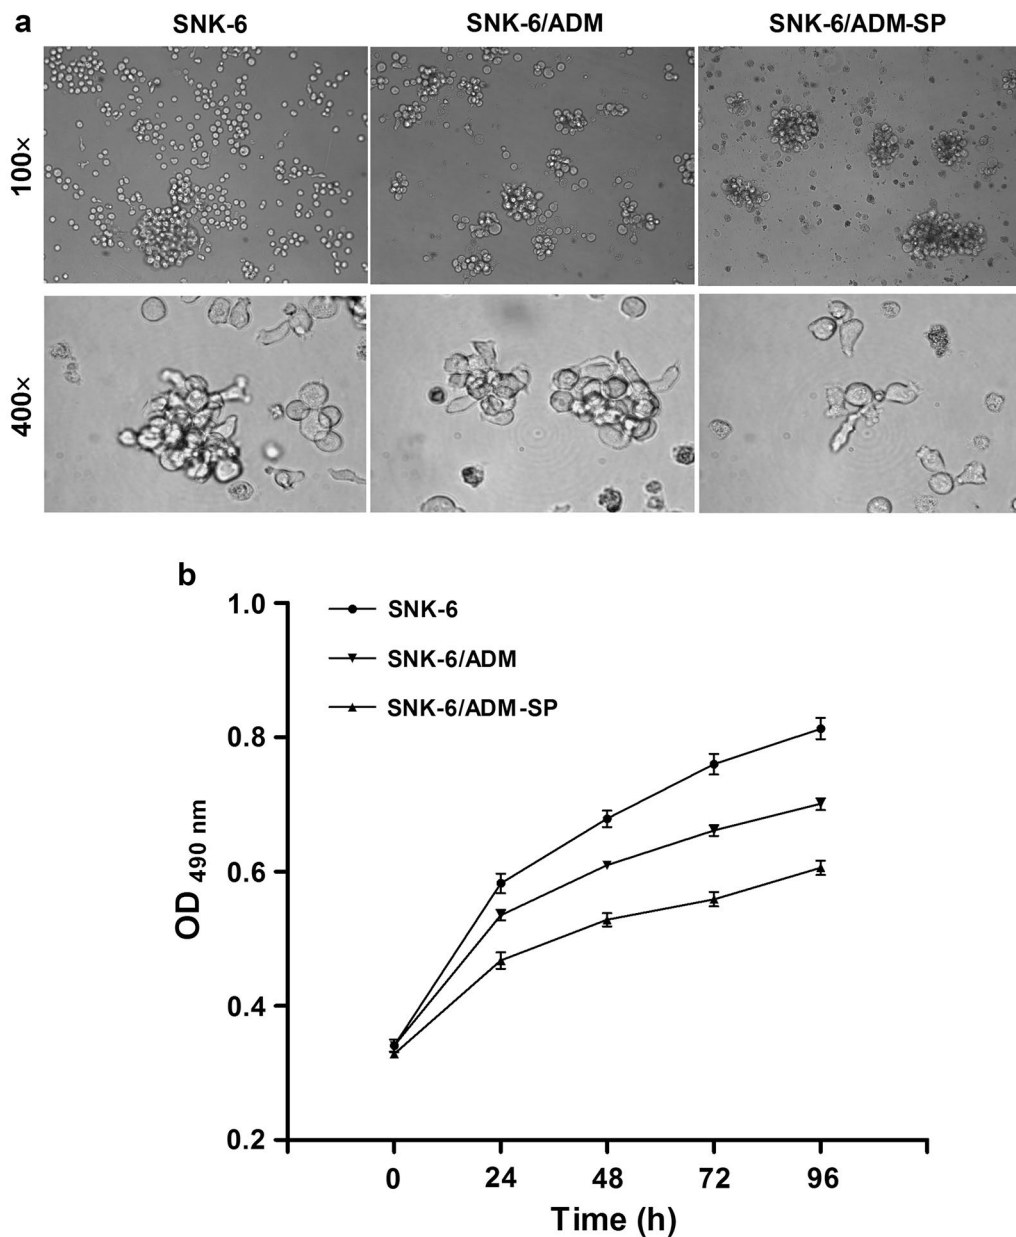 a
SNK-6 SNK-6/ADM SNK-6/ADM-SP
100×
400×
b
1.0
0.8
0.6
0.4
0.2
OD 490 nm
SNK-6
SNK-6/ADM
SNK-6/ADM-SP
0 24 48 72 96
Time (h)